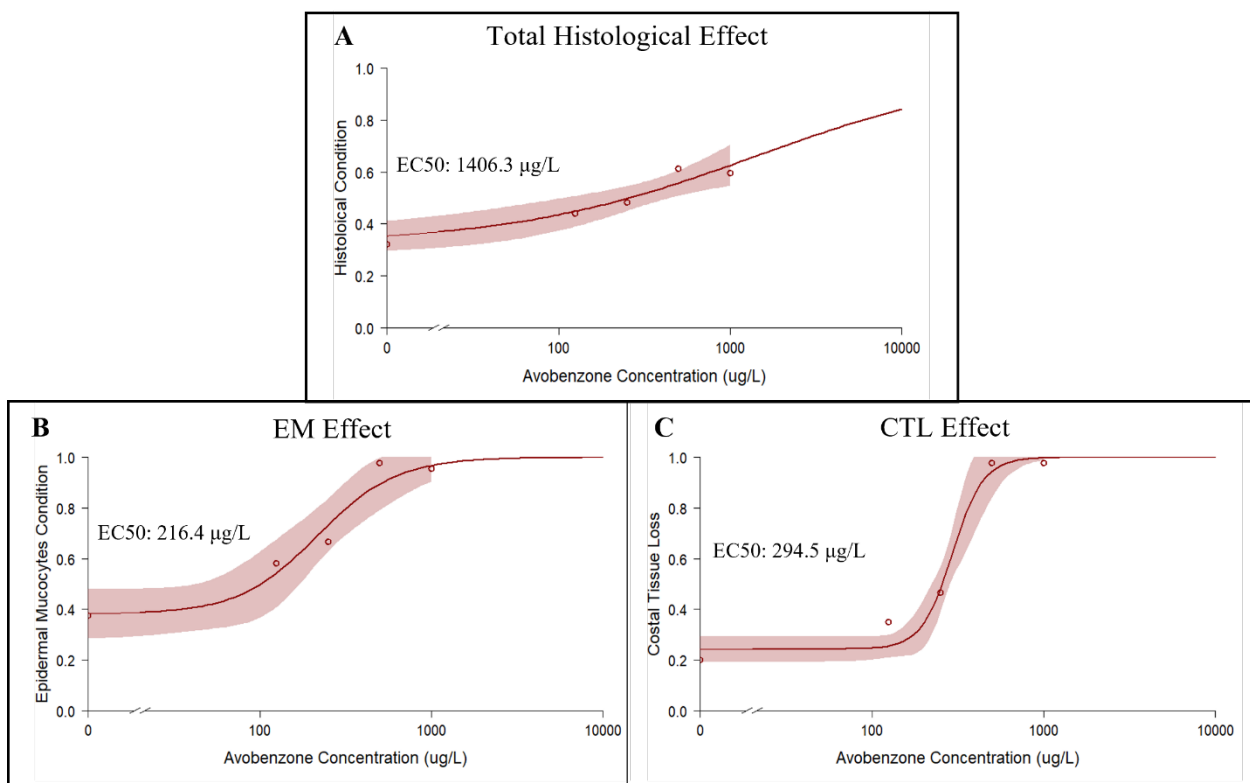 A
Total Histological Effect
Histoloical Condition
1.0
0.8
0.6
0.4
0.2
0.0
EC50: 1406.3 µg/L
0
100
1000
10000
Avobenzone Concentration (ug/L)
B
EM Effect
Epidermal Mucocytes Condition
1.0
0.8
0.6
0.4
0.2
0.0
EC50: 216.4 µg/L
0
100
1000
10000
Avobenzone Concentration (ug/L)
C
CTL Effect
Costal Tissue Loss
1.0
0.8
0.6
0.4
0.2
0.0
EC50: 294.5 µg/L
0
100
1000
10000
Avobenzone Concentration (ug/L)